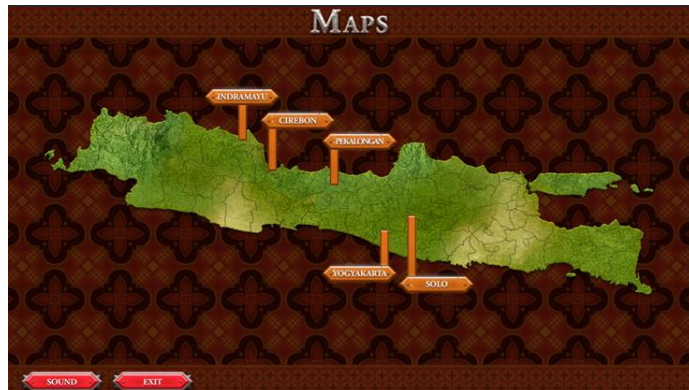 MAPS
INDRAMAYU
CIREBON
PEKALONGAN
YOGYAKARTA
SOLO
SOUND
EXIT